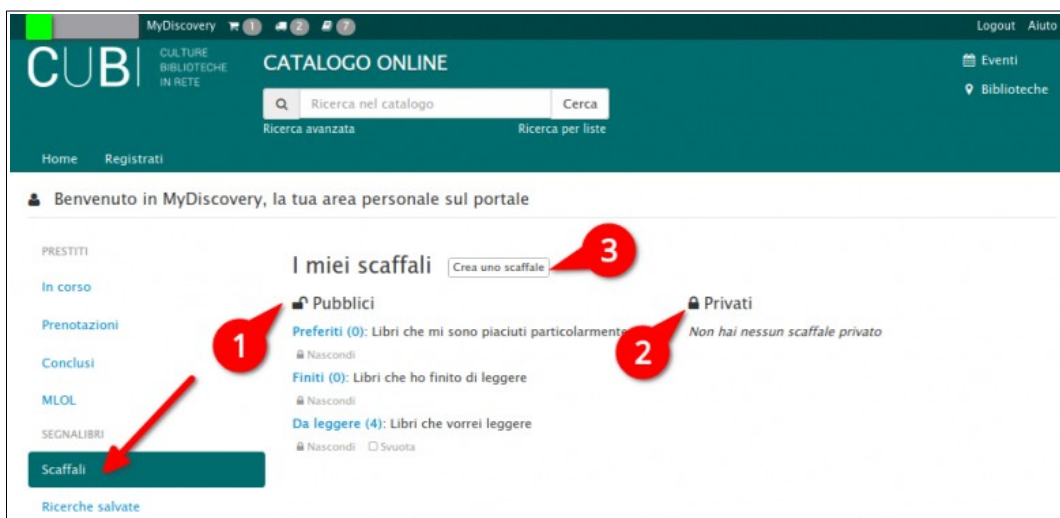 MyDiscovery 1 2 7 Logout Aiuto
CUBI CULTURE BIBLIOTECHE IN RETE
CATALOGO ONLINE
Eventi
Ricerca nel catalogo Cerca
Biblioteche
Ricerca avanzata Ricerca per liste
Home Registrati
Benvenuto in MyDiscovery, la tua area personale sul portale
PRESTITI
In corso
Prenotazioni
Conclusi
MLOL
SEGNALIBRI
Scaffali
Ricerche salvate
I miei scaffali Crea uno scaffale
3
1
Pubblici
Preferiti (0): Libri che mi sono piaciuti particolarmente
Nascondi
Finiti (0): Libri che ho finito di leggere
Nascondi
Da leggere (4): Libri che vorrei leggere
Nascondi Svuota
2
Privati
Non hai nessun scaffale privato